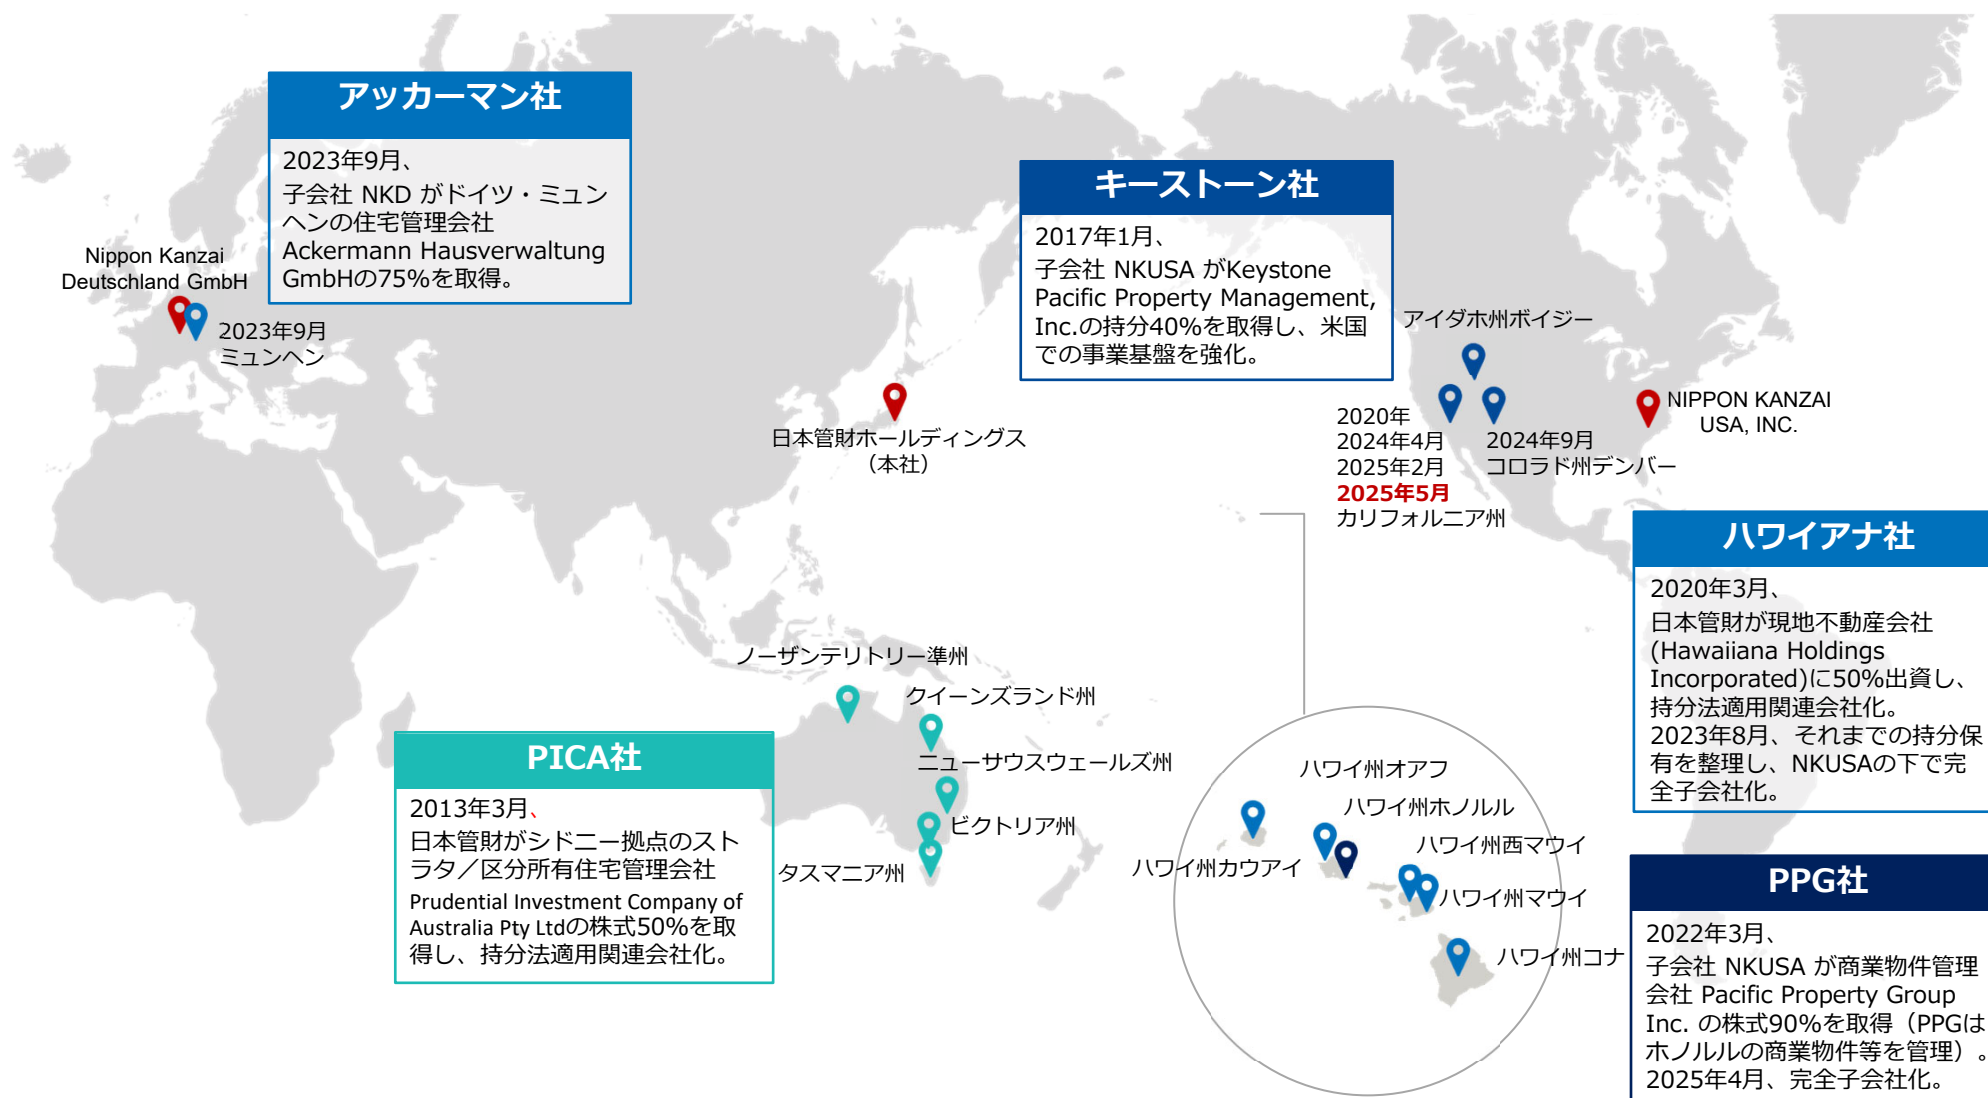 アッカーマン社
2023年9月、
子会社 NKD がドイツ・ミュン
ヘンの住宅管理会社
Ackermann Hausverwaltung
GmbHの75%を取得。
Nippon Kanzai
Deutschland GmbH
2023年9月
ミュンヘン
キーストーン社
2017年1月、
子会社 NKUSA がKeystone
Pacific Property Management,
Inc.の持分40%を取得し、米国
での事業基盤を強化。
アイダホ州ボイジー
NIPPON KANZAI
USA, INC.
2020年
2024年4月
2025年2月
2025年5月
カリフォルニア州
2024年9月
コロラド州デンバー
日本管財ホールディングス
（本社）
ハワイアナ社
2020年3月、
日本管財が現地不動産会社
(Hawaiiana Holdings
Incorporated)に50%出資し、
持分法適用関連会社化。
2023年8月、それまでの持分保
有を整理し、NKUSAの下で完
全子会社化。
ノーザンテリトリー準州
クイーンズランド州
ニューサウスウェールズ州
ビクトリア州
タスマニア州
PICA社
2013年3月、
日本管財がシドニー拠点のスト
ラタ／区分所有住宅管理会社
Prudential Investment Company of
Australia Pty Ltdの株式50%を取
得し、持分法適用関連会社化。
ハワイ州オアフ
ハワイ州ホノルル
ハワイ州西マウイ
ハワイ州カウアイ
ハワイ州マウイ
ハワイ州コナ
PPG社
2022年3月、
子会社 NKUSA が商業物件管理
会社 Pacific Property Group
Inc. の株式90%を取得（PPGは
ホノルルの商業物件等を管理）。
2025年4月、完全子会社化。